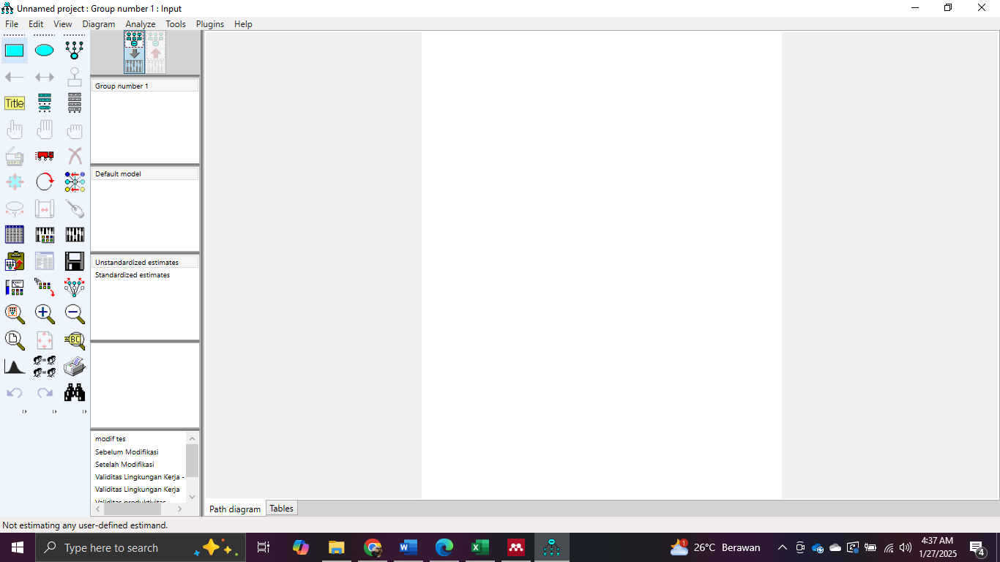 Unnamed project : Group number 1 : Input
File Edit View Diagram Analyze Tools Plugins Help
Title
Group number 1
Default model
Unstandardized estimates
Standardized estimates
modif tes
Sebelum Modifikasi
Setelah Modifikasi
Validitas Lingkungan Kerja -
Validitas Lingkungan Kerja
Validitas produktivitas
Path diagram Tables
Not estimating any user-defined estimand.
Type here to search
1
26°C Berawan
4:37 AM
1/27/2025
4